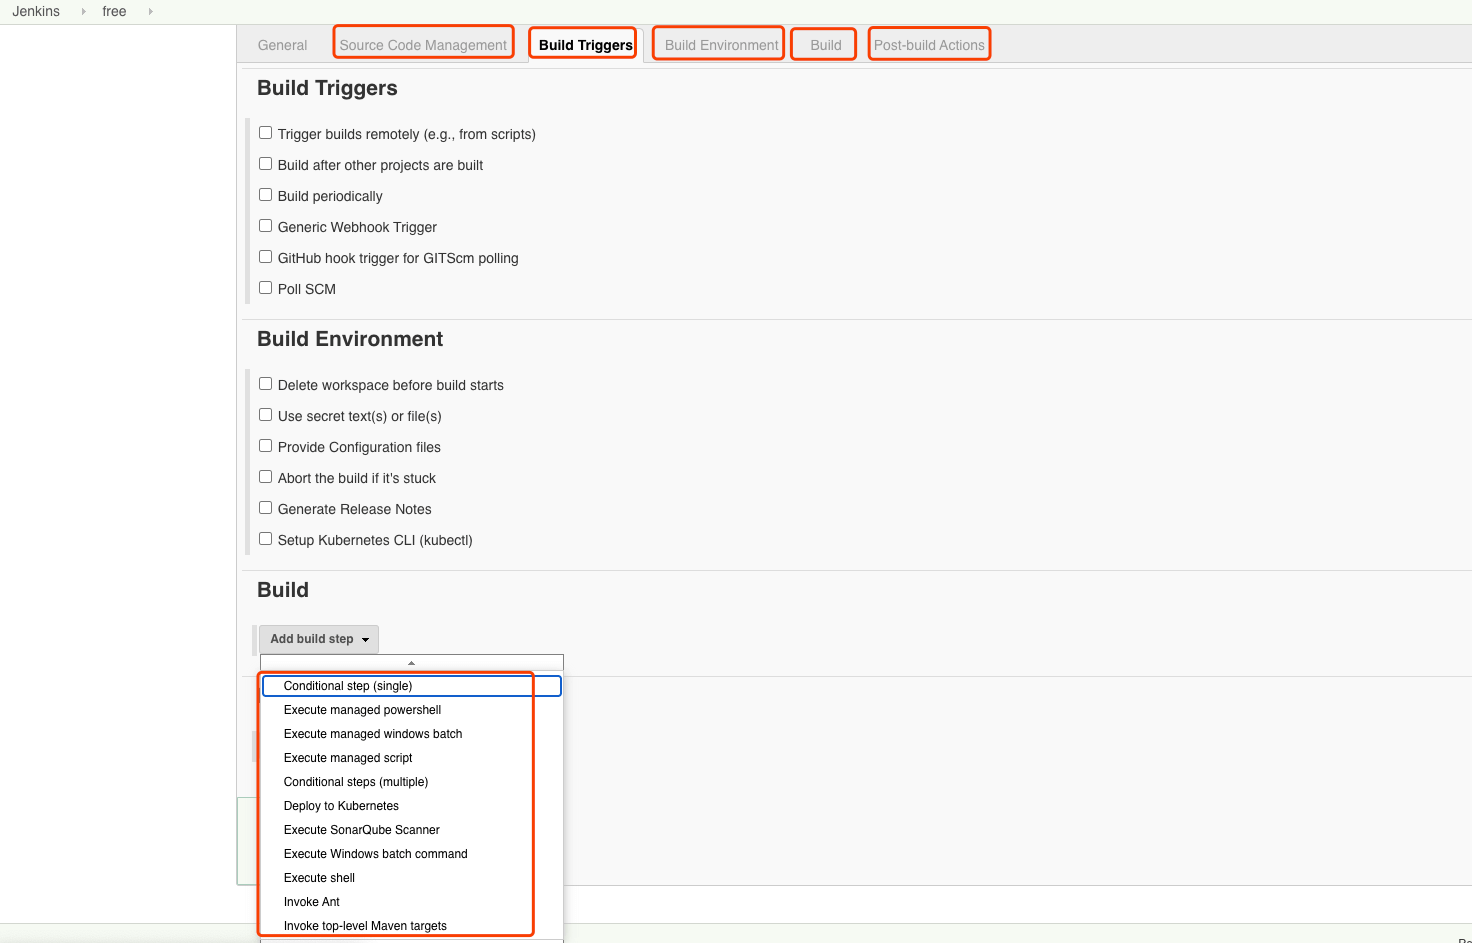 Jenkins free
General Source Code Management Build Triggers Build Environment Build Post-build Actions
Build Triggers
Trigger builds remotely (e.g., from scripts)
Build after other projects are built
Build periodically
Generic Webhook Trigger
GitHub hook trigger for GITScm polling
Poll SCM
Build Environment
Delete workspace before build starts
Use secret text(s) or file(s)
Provide Configuration files
Abort the build if it's stuck
Generate Release Notes
Setup Kubernetes CLI (kubectl)
Build
Add build step
Conditional step (single)
Execute managed powershell
Execute managed windows batch
Execute managed script
Conditional steps (multiple)
Deploy to Kubernetes
Execute SonarQube Scanner
Execute Windows batch command
Execute shell
Invoke Ant
Invoke top-level Maven targets